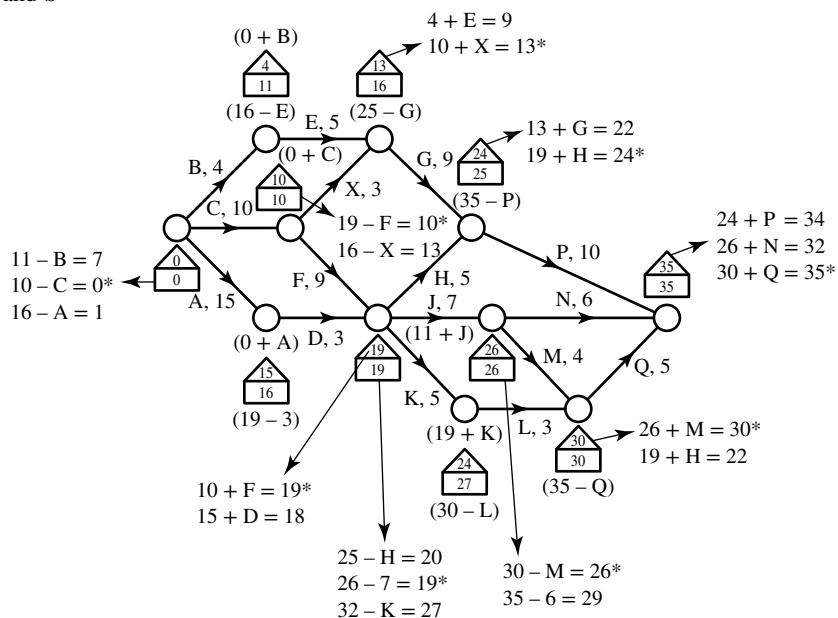 and b
4 + E = 9
10 + X = 13*
(0 + B)
4
11
(16 – E)
13
16
(25 – G)
13 + G = 22
19 + H = 24*
24
25
(35 – P)
E, 5
(0 + C)
B, 4
G, 9
10
10
X, 3
C, 10
19 – F = 10*
16 – X = 13
24 + P = 34
26 + N = 32
30 + Q = 35*
11 – B = 7
10 – C = 0*
16 – A = 1
0
0
P, 10
35
35
A, 15
F, 9
H, 5
J, 7
N, 6
(0 + A)
D, 3
(11 + J)
15
16
(19 – 3)
19
19
26
26
M, 4
Q, 5
K, 5
(19 + K)
L, 3
24
27
(30 – L)
30
30
(35 – Q)
26 + M = 30*
19 + H = 22
10 + F = 19*
15 + D = 18
25 – H = 20
26 – 7 = 19*
32 – K = 27
30 – M = 26*
35 – 6 = 29